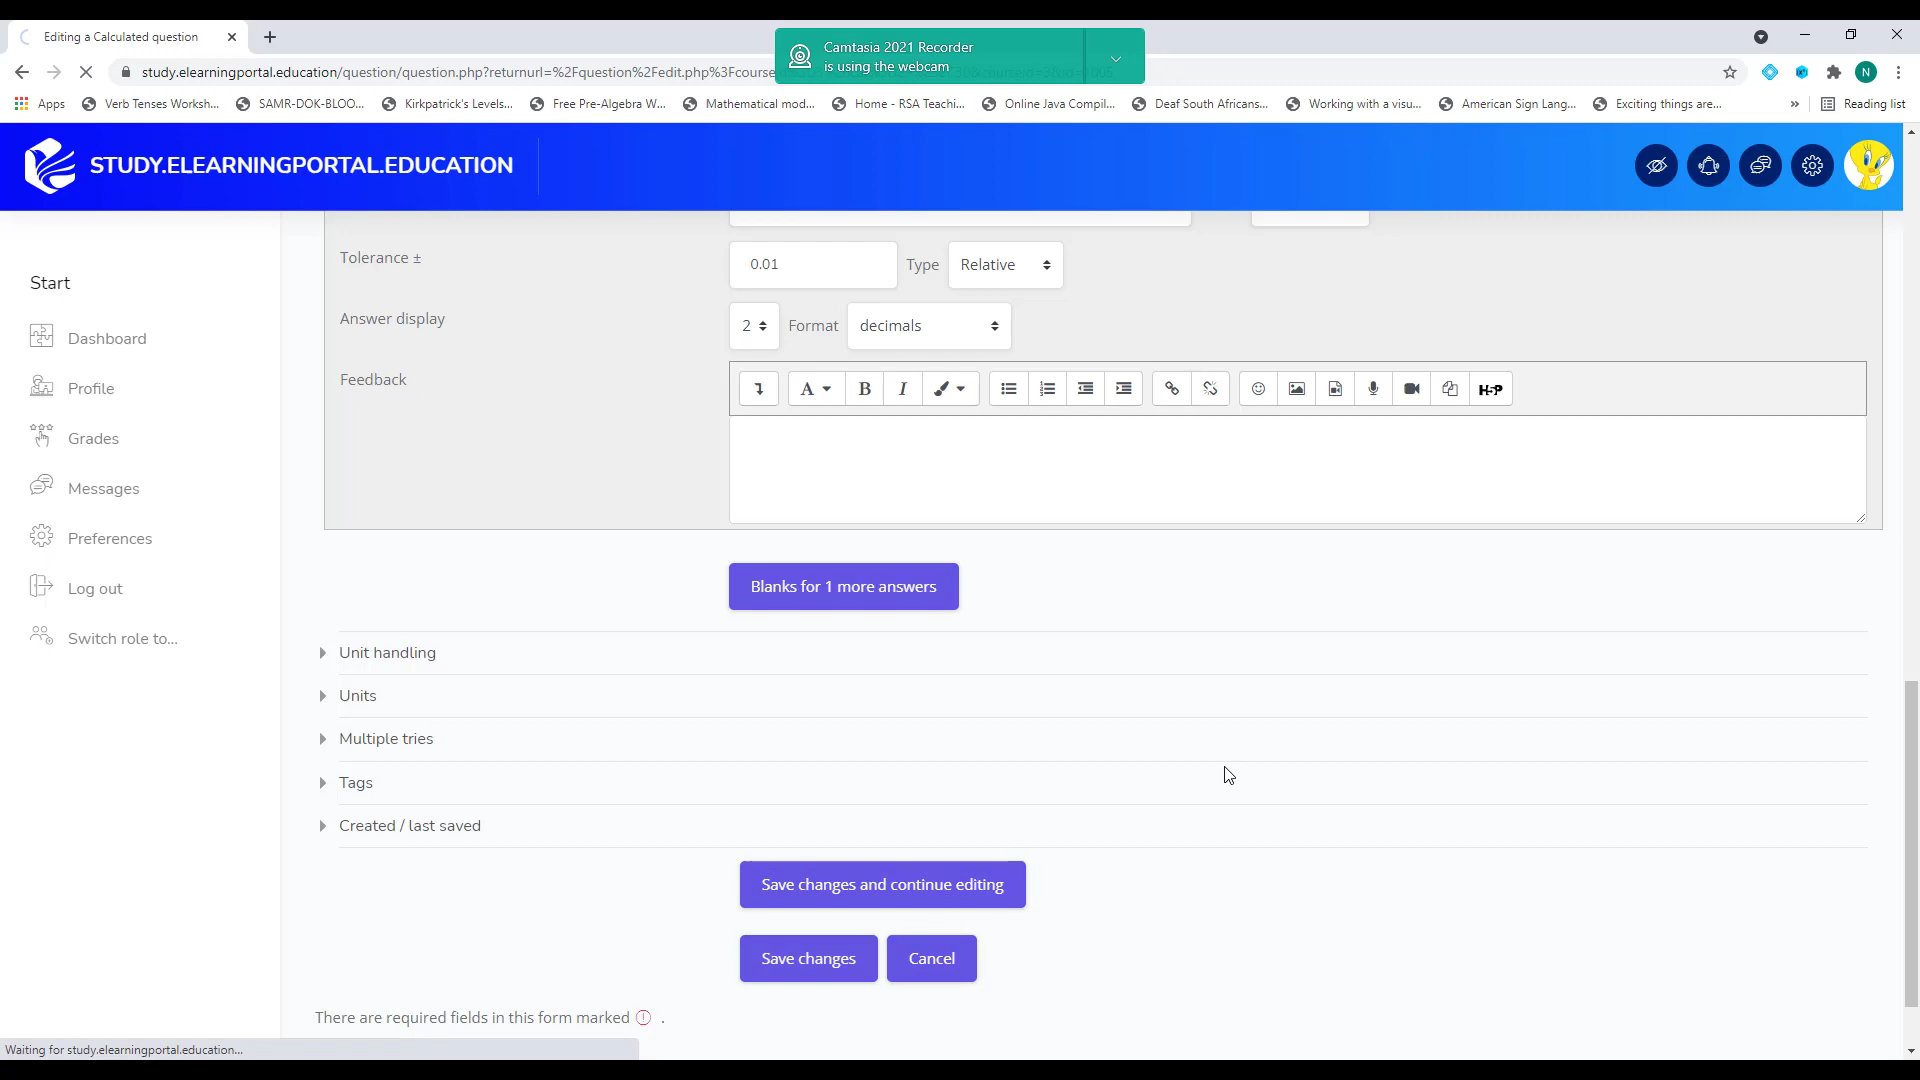 Editing a Calculated question
Camtasia 2021 Recorder
is using the webcam
study.elearningportal.education/question/question.php?returnurl=%2Fquestion%2Fedit.php%3Fcourse
N
Apps
Verb Tenses Worksh...
SAMR-DOK-BLOO...
Kirkpatrick's Levels...
Free Pre-Algebra W...
Mathematical mod...
Home - RSA Teachi...
Online Java Compil...
Deaf South Africans...
Working with a visu...
American Sign Lang...
Exciting things are...
»
Reading list
STUDY.ELEARNINGPORTAL.EDUCATION
Start
Dashboard
Profile
Grades
Messages
Preferences
Log out
Switch role to...
Tolerance ±
0.01
Type
Relative
Answer display
2
Format
decimals
Feedback
A
B
I
H5P
Blanks for 1 more answers
Unit handling
Units
Multiple tries
Tags
Created / last saved
Save changes and continue editing
Save changes
Cancel
There are required fields in this form marked .
Waiting for study.elearningportal.education...